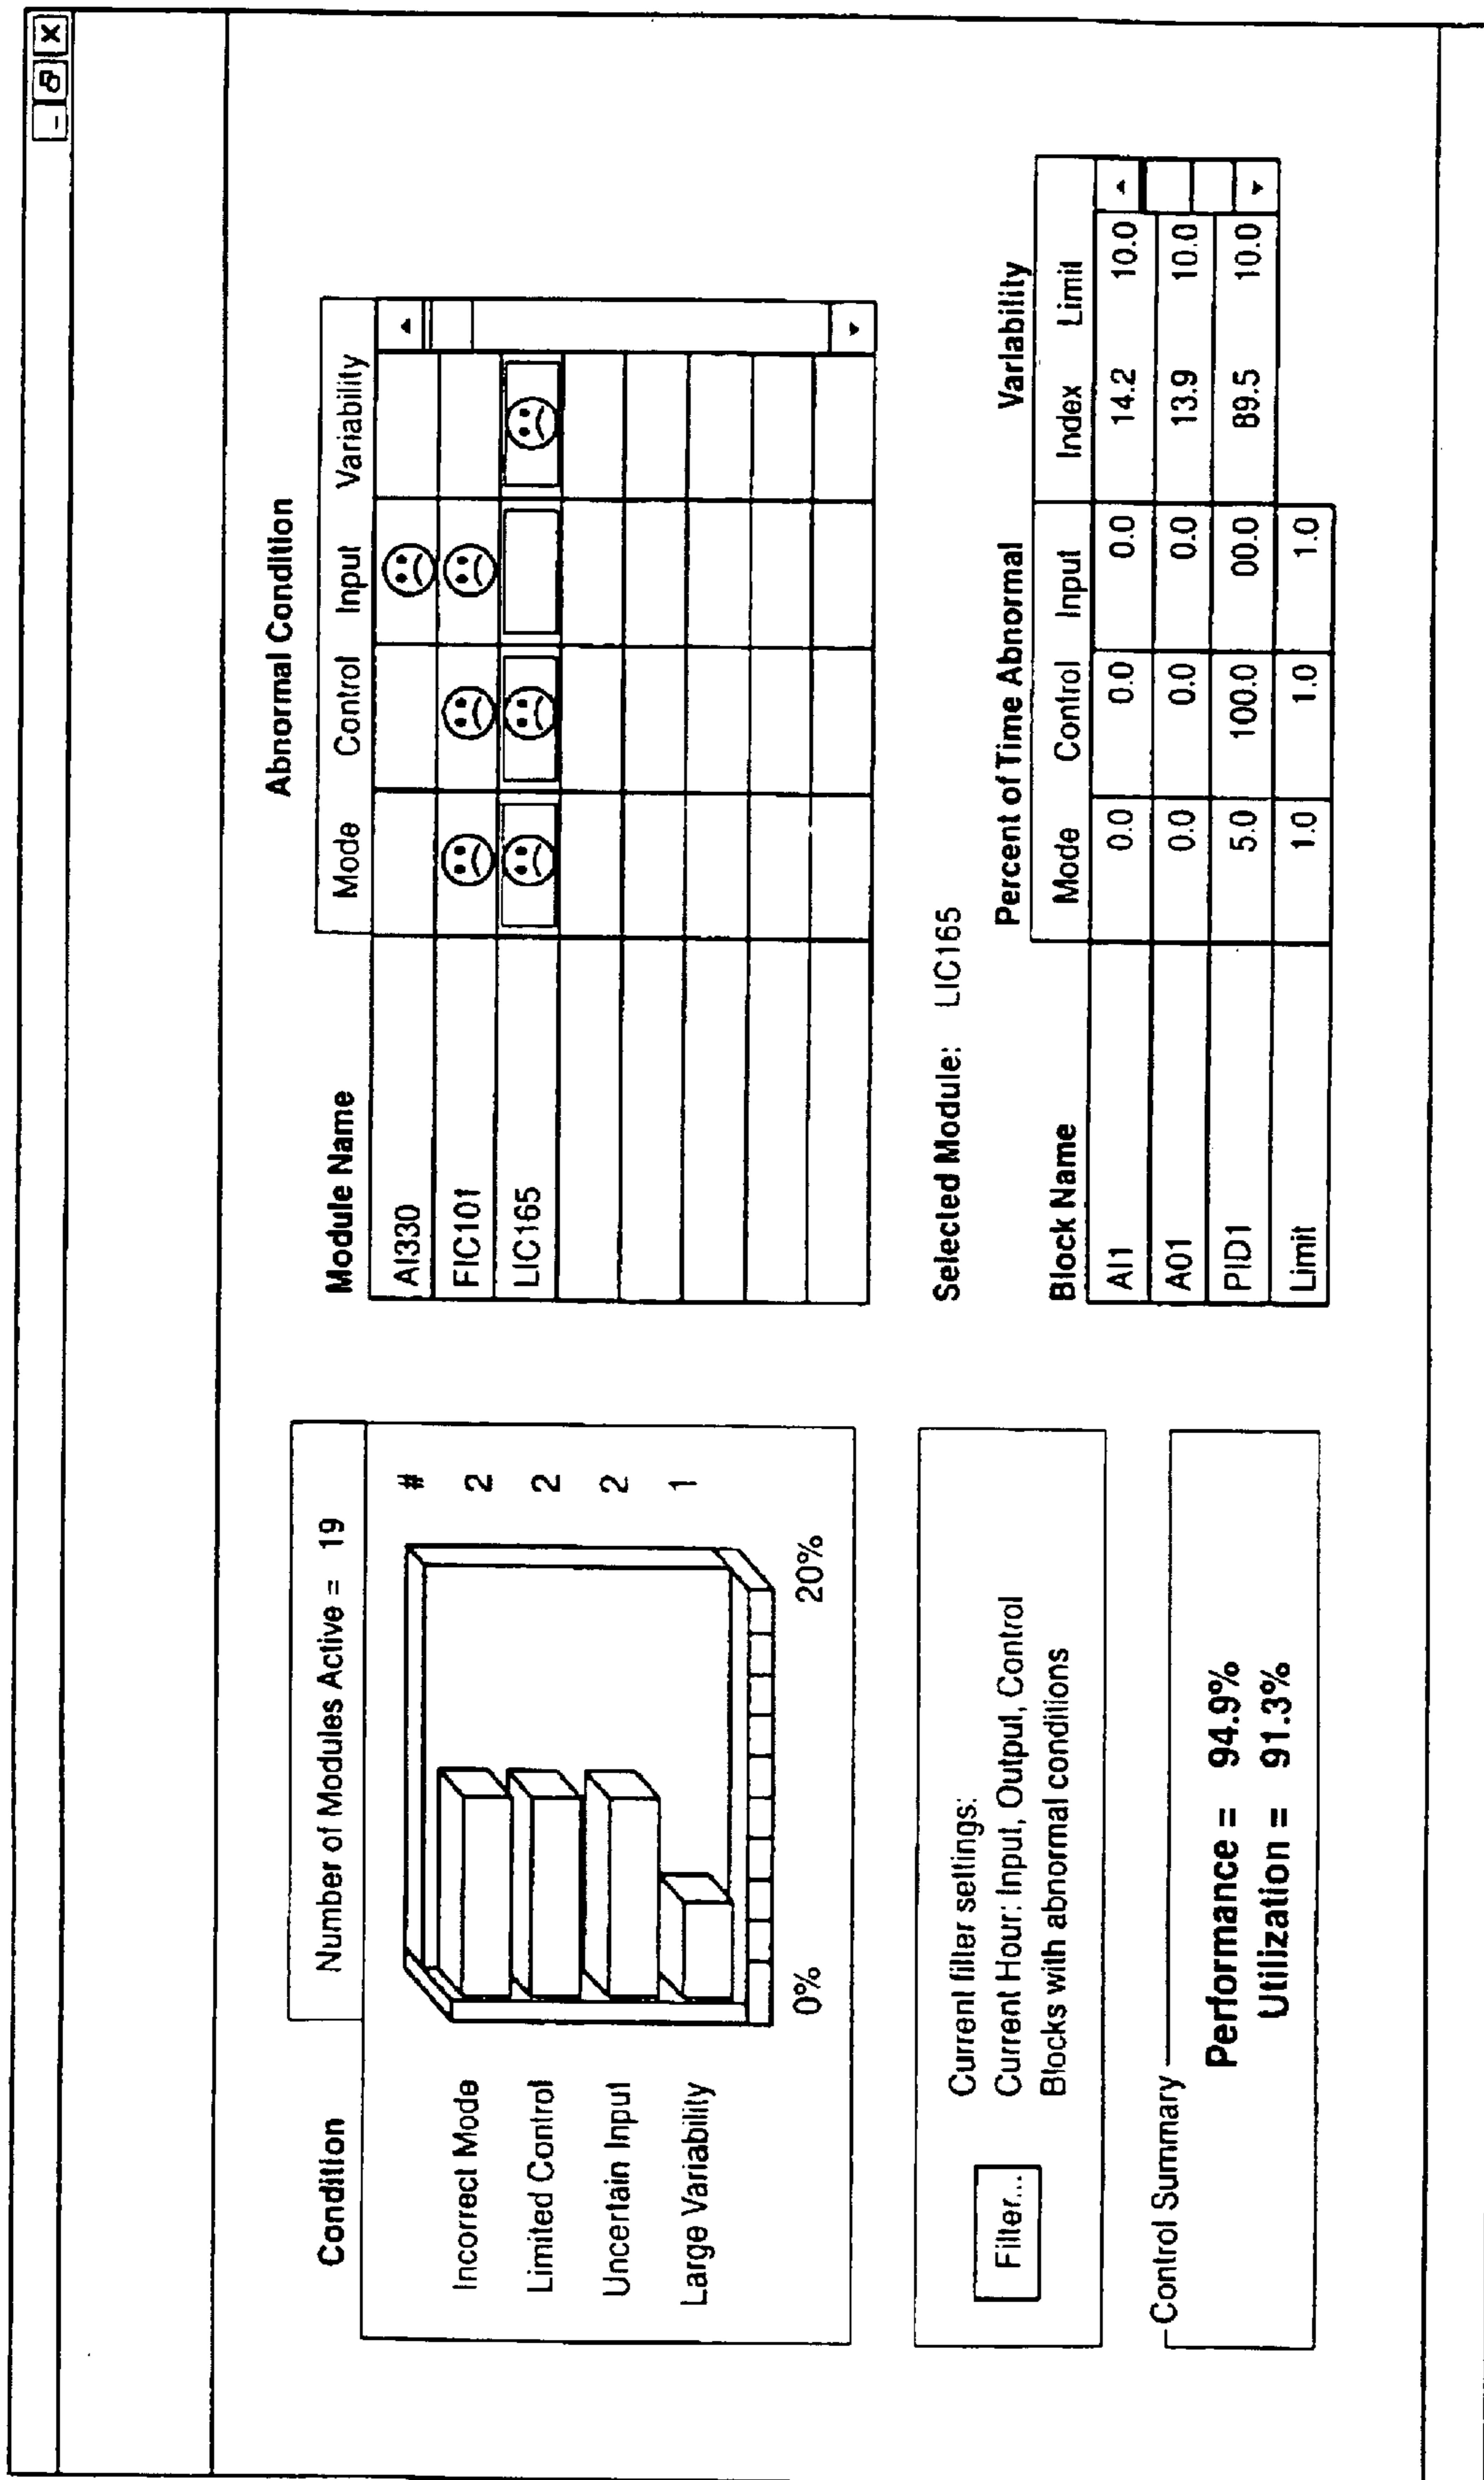 Condition
Number of Modules Active = 19
#
Incorrect Mode 2
Limited Control 2
Uncertain Input 2
Large Variability 1
0% 20%
Filter...
Current filter settings:
Current Hour: Input, Output, Control
Blocks with abnormal conditions
Control Summary
Performance = 94.9%
Utilization = 91.3%
Abnormal Condition
Module Name Mode Control Input Variability
AI330
FIC101
LIC165
Selected Module: LIC165
Percent of Time Abnormal Variability
Block Name Mode Control Input Index Limit
AI1 0.0 0.0 0.0 14.2 10.0
A01 0.0 0.0 0.0 13.9 10.0
PID1 5.0 100.0 00.0 89.5 10.0
Limit 1.0 1.0 1.0